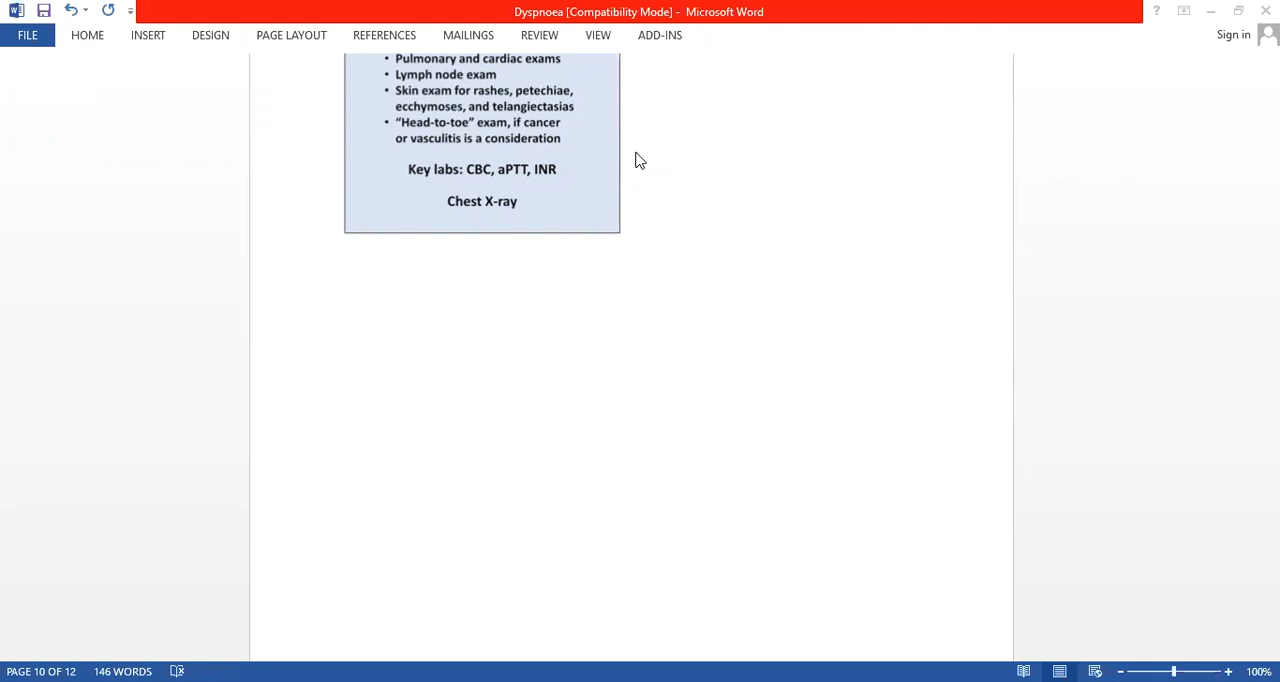 Dyspnoea [Compatibility Mode] - Microsoft Word
?
FILE HOME INSERT DESIGN PAGE LAYOUT REFERENCES MAILINGS REVIEW VIEW ADD-INS Sign in
• Pulmonary and cardiac exams
• Lymph node exam
• Skin exam for rashes, petechiae,
ecchymoses, and telangiectasias
• “Head-to-toe” exam, if cancer
or vasculitis is a consideration
Key labs: CBC, aPTT, INR
Chest X-ray
PAGE 10 OF 12 146 WORDS 100%